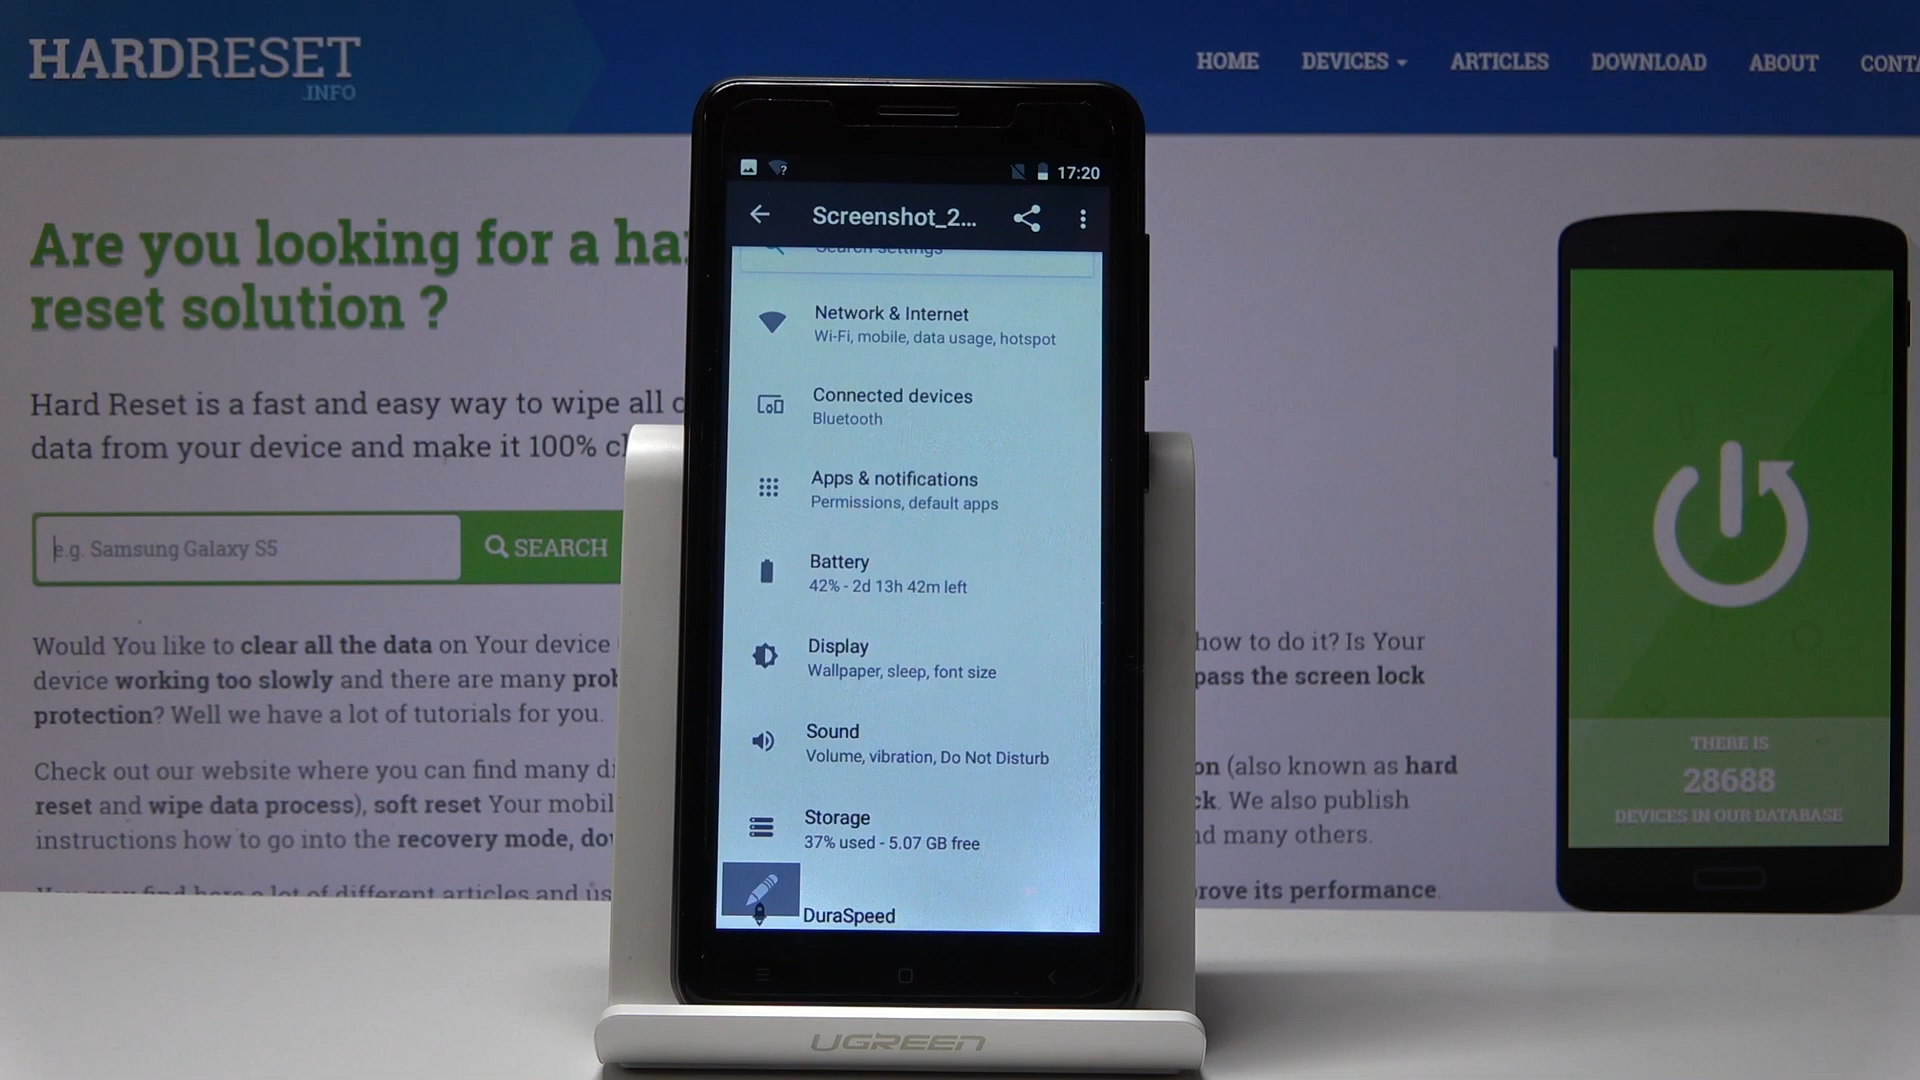 HARDRESET
.INFO
HOME DEVICES ARTICLES DOWNLOAD ABOUT
Are you looking for a
reset solution ?
Hard Reset is a fast and easy way to wipe all
data from your device and make it 100%
e.g. Samsung Galaxy S5
SEARCH
Would You like to clear all the data on Your device
device working too slowly and there are many
protection? Well we have a lot of tutorials for you.
Check out our website where you can find many
reset and wipe data process), soft reset Your
instructions how to go into the recovery mode,
a lot of different articles and
17:20
Screenshot_2...
Search settings
Network & Internet
Wi-Fi, mobile, data usage, hotspot
Connected devices
Bluetooth
Apps & notifications
Permissions, default apps
Battery
42% - 2d 13h 42m left
Display
Wallpaper, sleep, font size
Sound
Volume, vibration, Do Not Disturb
Storage
37% used - 5.07 GB free
DuraSpeed
UGREEN
how to do it? Is Your
the screen lock
(also known as hard
We also publish
many others.
its performance.
THERE IS
28688
DEVICES IN OUR DATABASE